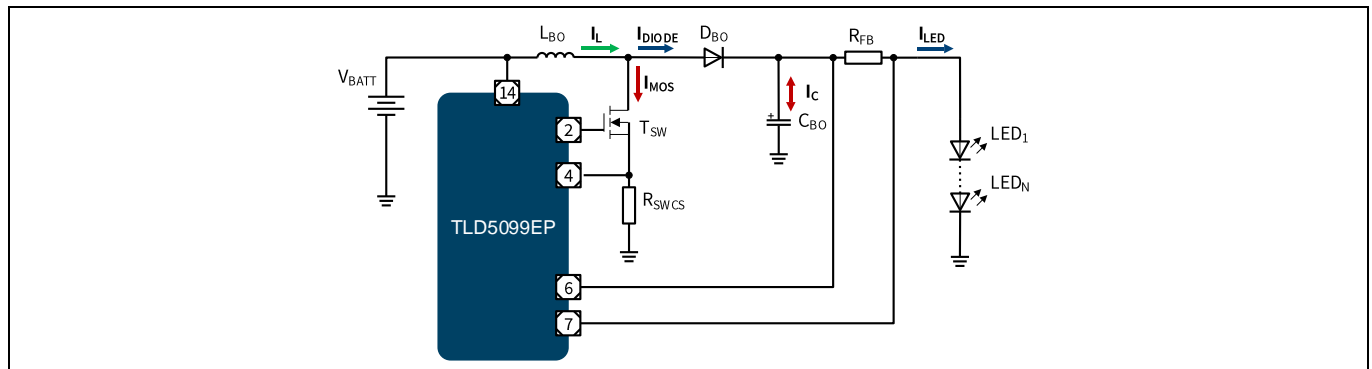 L_BO
I_L
I_DIODE
D_BO
R_FB
I_LED
V_BATT
14
I_MOS
I_C
2
T_SW
+
C_BO
LED_1
4
R_SWCS
LED_N
TLD5099EP
6
7